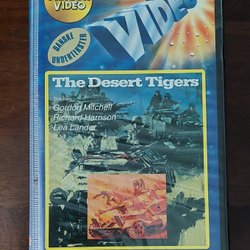 VIDEO
DANSKE
UNDERTEKSTER
VIDEO
The Desert Tigers
Gordon Mitchell
Richard Harrison
Lea Lander